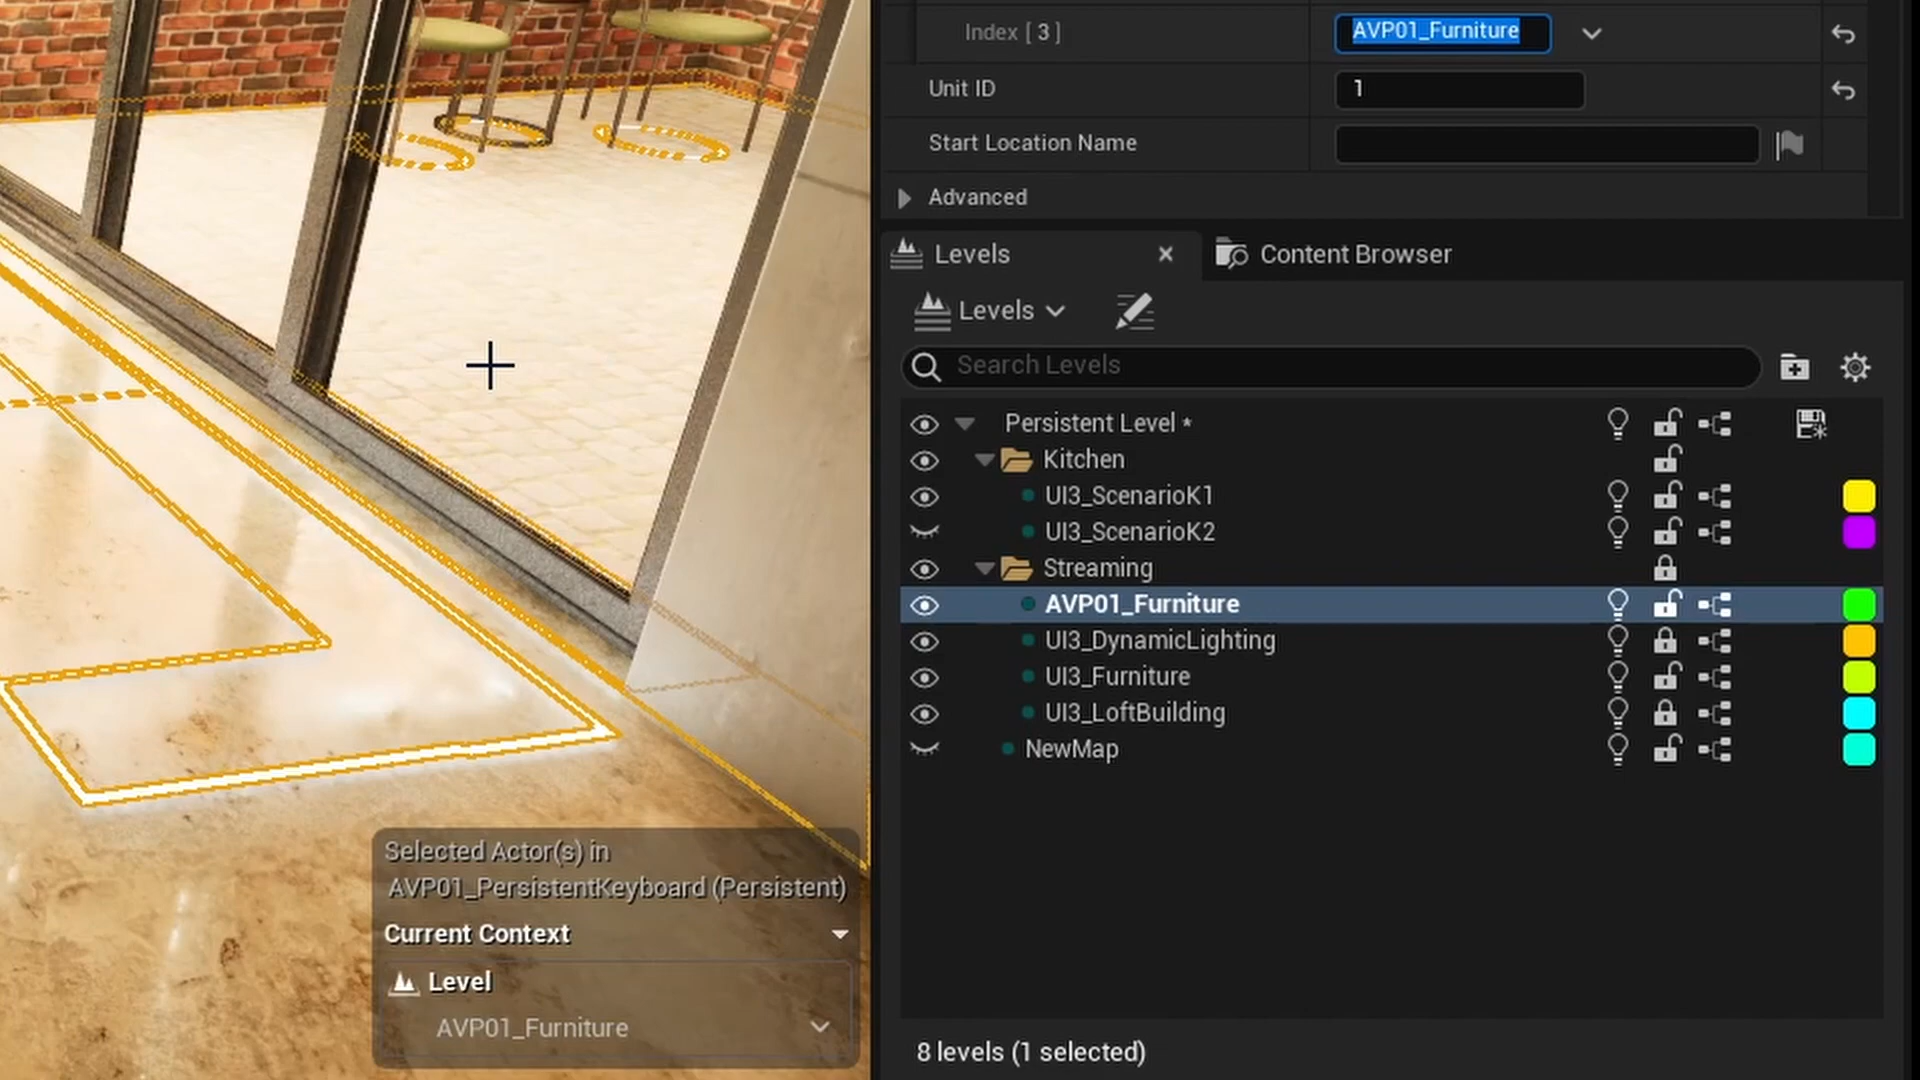 Index [ 3 ]
AVP01_Furniture
Unit ID
1
Start Location Name
Advanced
Levels
Content Browser
Levels
Search Levels
Persistent Level *
Kitchen
UI3_ScenarioK1
UI3_ScenarioK2
Streaming
AVP01_Furniture
UI3_DynamicLighting
UI3_Furniture
UI3_LoftBuilding
NewMap
Selected Actor(s) in
AVP01_PersistentKeyboard (Persistent)
Current Context
Level
AVP01_Furniture
8 levels (1 selected)